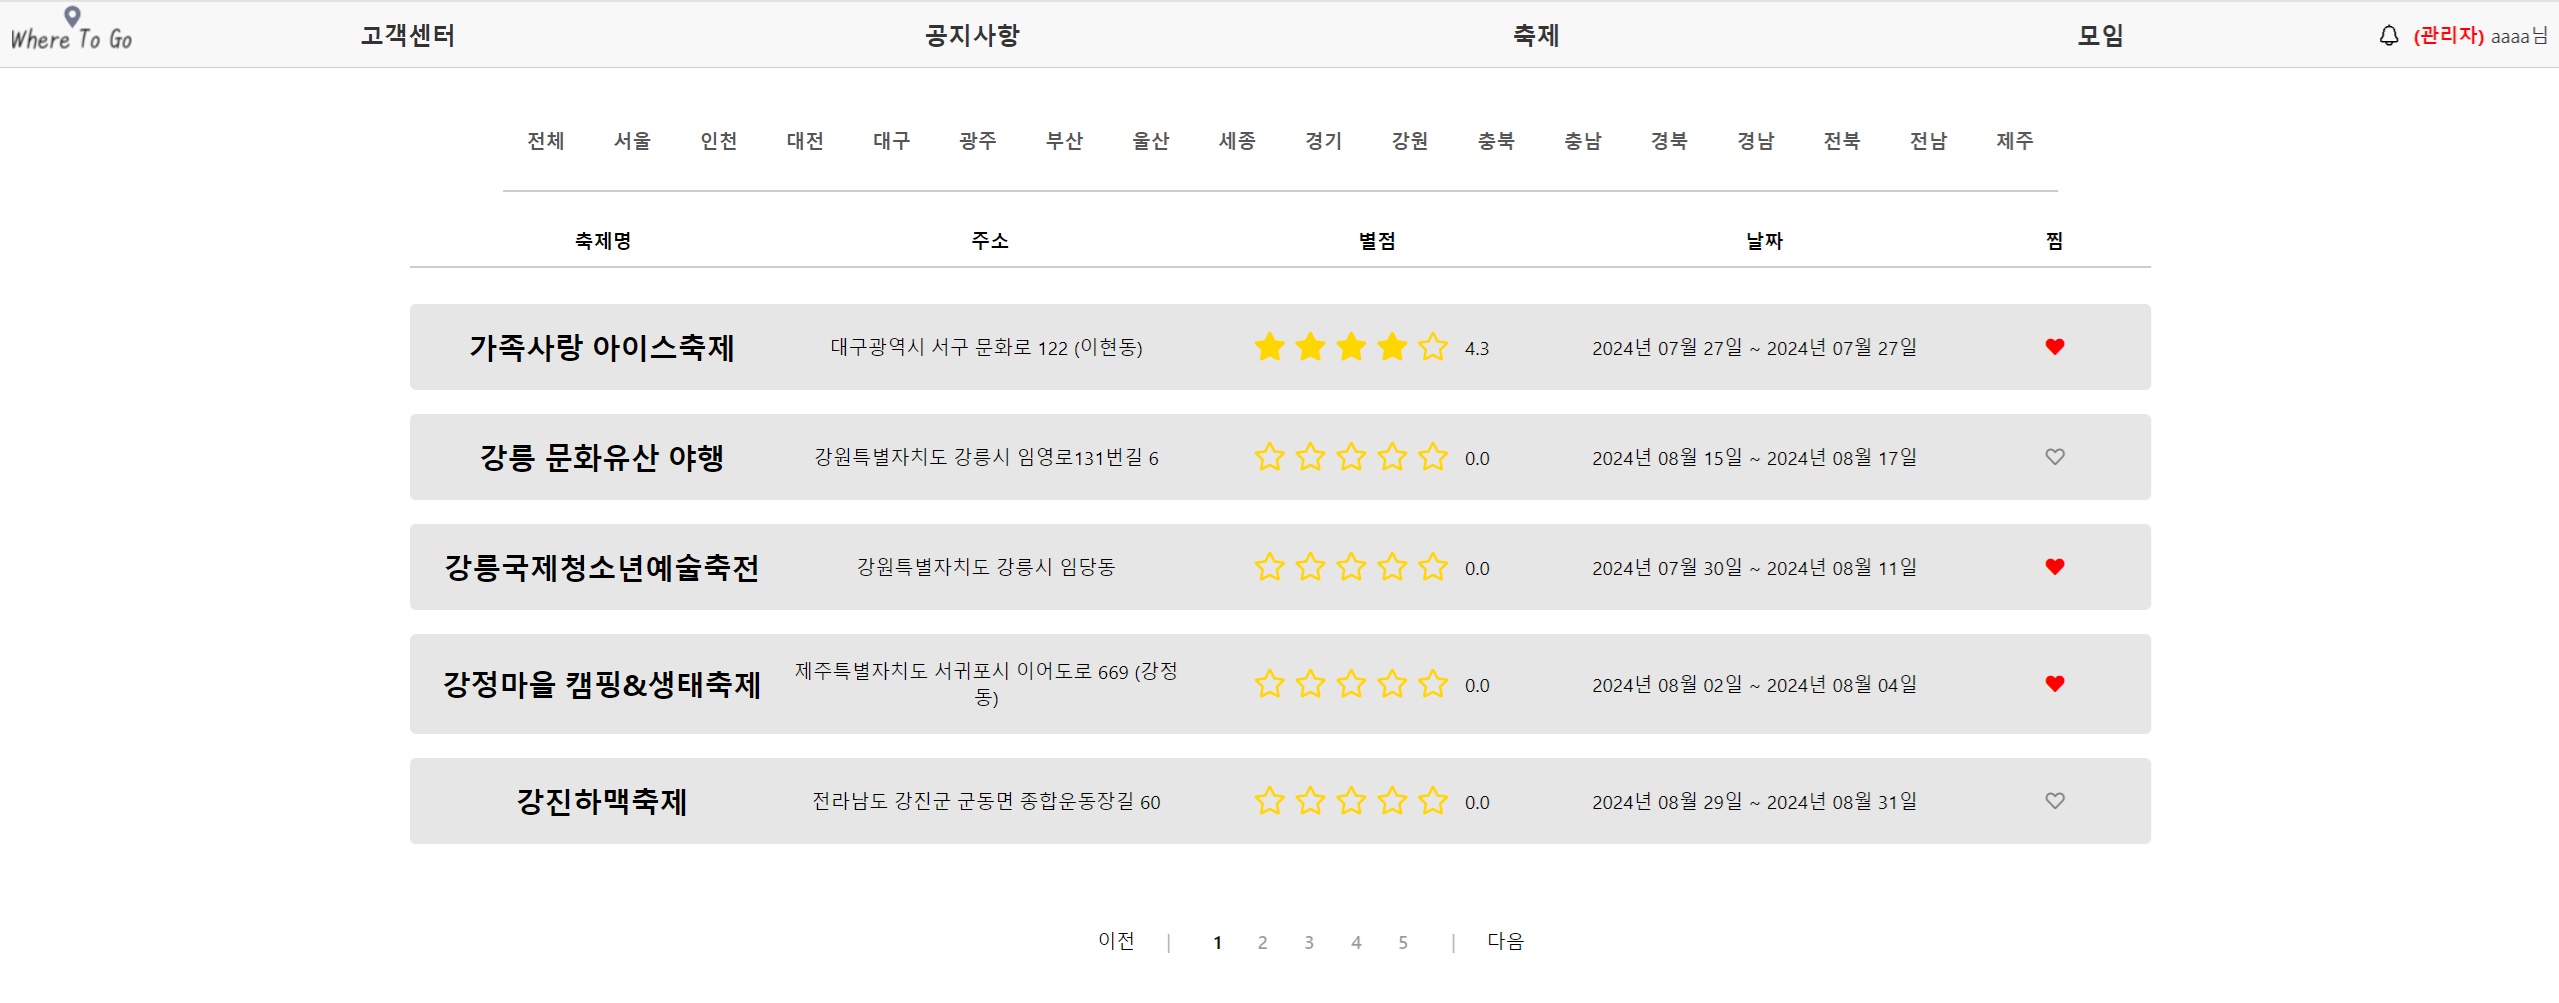 Where To Go 고객센터 공지사항 축제 모임 (관리자) aaaa님
전체 서울 인천 대전 대구 광주 부산 울산 세종 경기 강원 충북 충남 경북 경남 전북 전남 제주
축제명 주소 별점 날짜 찜
가족사랑 아이스축제 대구광역시 서구 문화로 122 (이현동) 4.3 2024년 07월 27일 ~ 2024년 07월 27일
강릉 문화유산 야행 강원특별자치도 강릉시 임영로131번길 6 0.0 2024년 08월 15일 ~ 2024년 08월 17일
강릉국제청소년예술축전 강원특별자치도 강릉시 임당동 0.0 2024년 07월 30일 ~ 2024년 08월 11일
강정마을 캠핑&생태축제 제주특별자치도 서귀포시 이어도로 669 (강정
동) 0.0 2024년 08월 02일 ~ 2024년 08월 04일
강진하맥축제 전라남도 강진군 군동면 종합운동장길 60 0.0 2024년 08월 29일 ~ 2024년 08월 31일
이전 | 1 2 3 4 5 | 다음